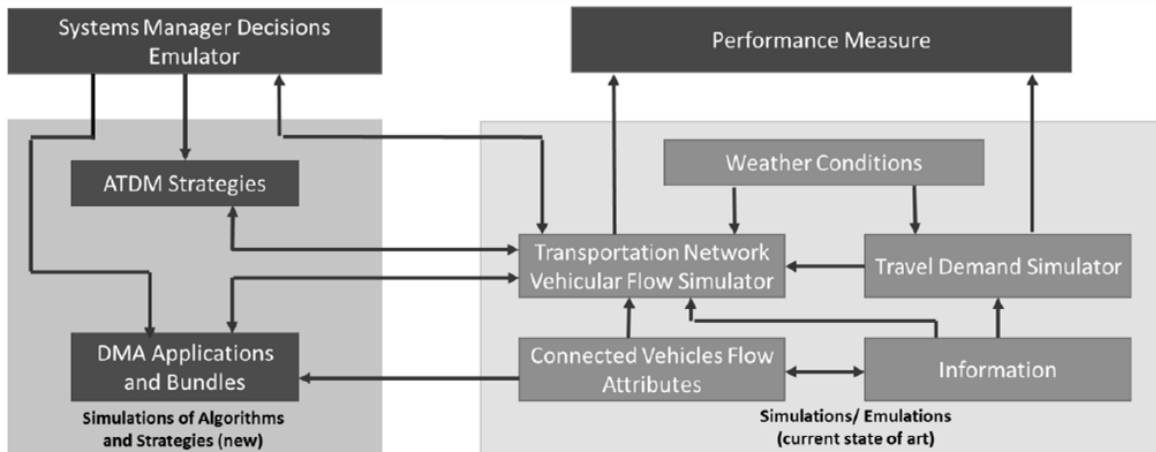 Systems Manager Decisions
Emulator
Performance Measure
Weather Conditions
ATDM Strategies
Transportation Network
Vehicular Flow Simulator
Travel Demand Simulator
DMA Applications
and Bundles
Connected Vehicles Flow
Attributes
Information
Simulations of Algorithms
and Strategies (new)
Simulations/ Emulations
(current state of art)